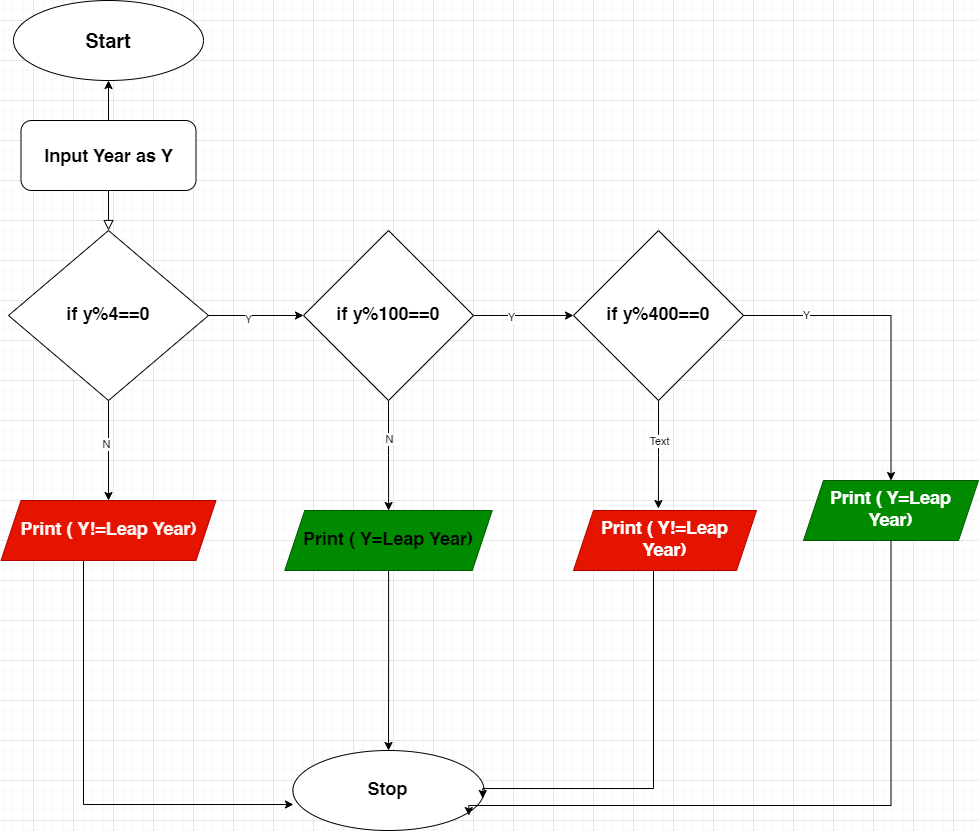 Start
Input Year as Y
if y%4==0
Y
if y%100==0
Y
if y%400==0
Y
N
N
Text
Print ( Y!=Leap Year)
Print ( Y=Leap Year)
Print ( Y!=Leap
Year)
Print ( Y=Leap
Year)
Stop